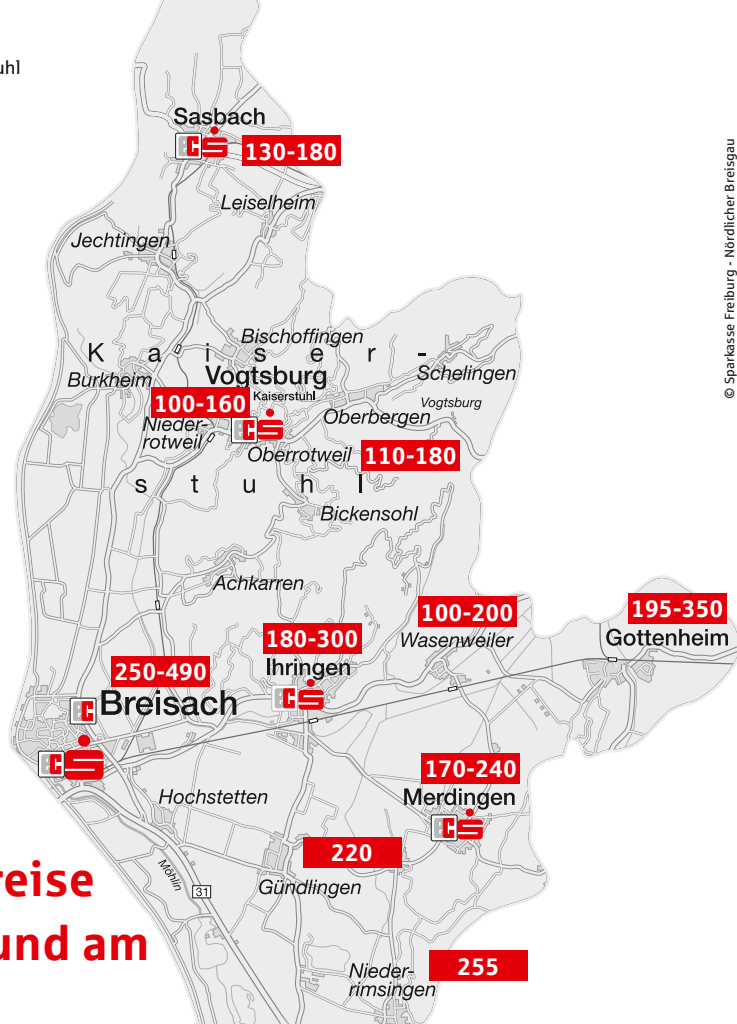 uhl
Sasbach
130-180
Leiselheim
Jechtingen
Bischoffingen
K a i s e r -
Burkheim
Vogtsburg
Kaiserstuhl
Schelingen
Vogtsburg
100-160
Oberbergen
Nieder-
rotweil
Oberrotweil
110-180
s t u h l
Bickensohl
Achkarren
100-200
195-350
180-300
Wasenweiler
Gottenheim
Ihringen
250-490
Breisach
170-240
Merdingen
Hochstetten
220
Gündlingen
Möhlin
31
reise
und am
Nieder-
rimsingen
255
© Sparkasse Freiburg - Nördlicher Breisgau